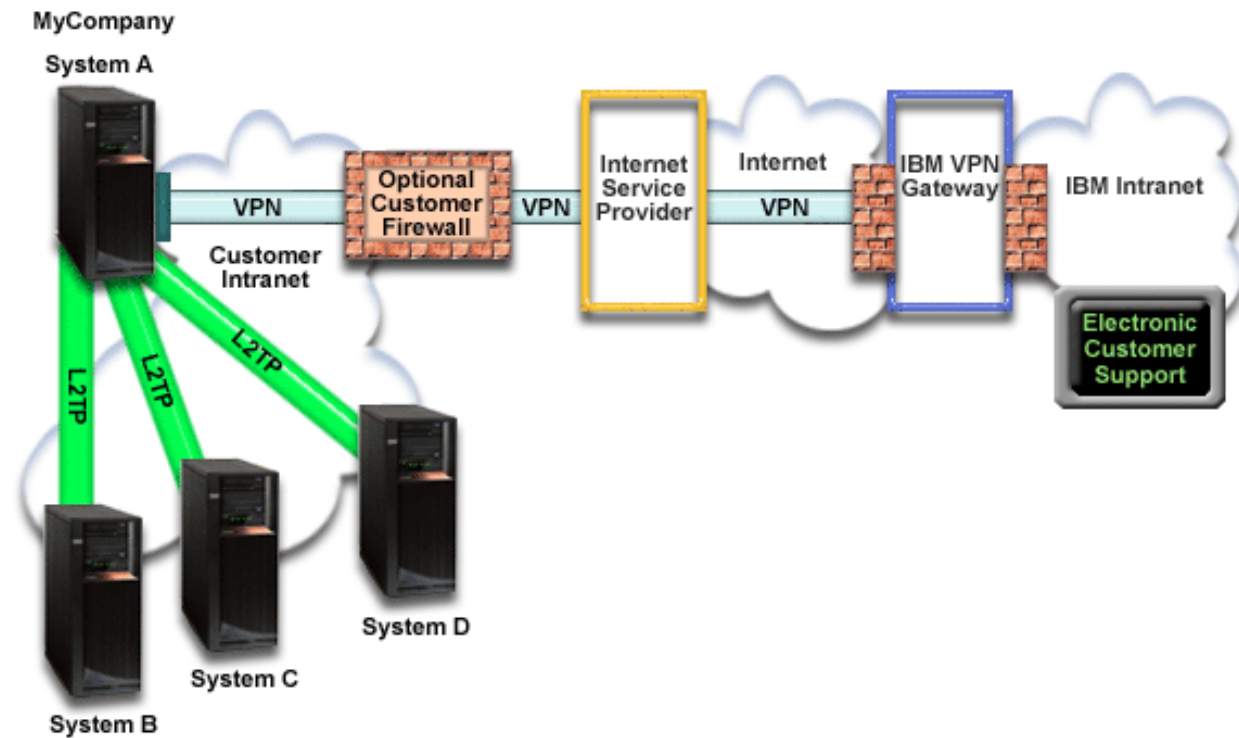 MyCompany
System A
VPN
Customer
Intranet
Optional
Customer
Firewall
VPN
Internet
Service
Provider
Internet
VPN
IBM VPN
Gateway
IBM Intranet
Electronic
Customer
Support
L2TP
L2TP
L2TP
System D
System C
System B